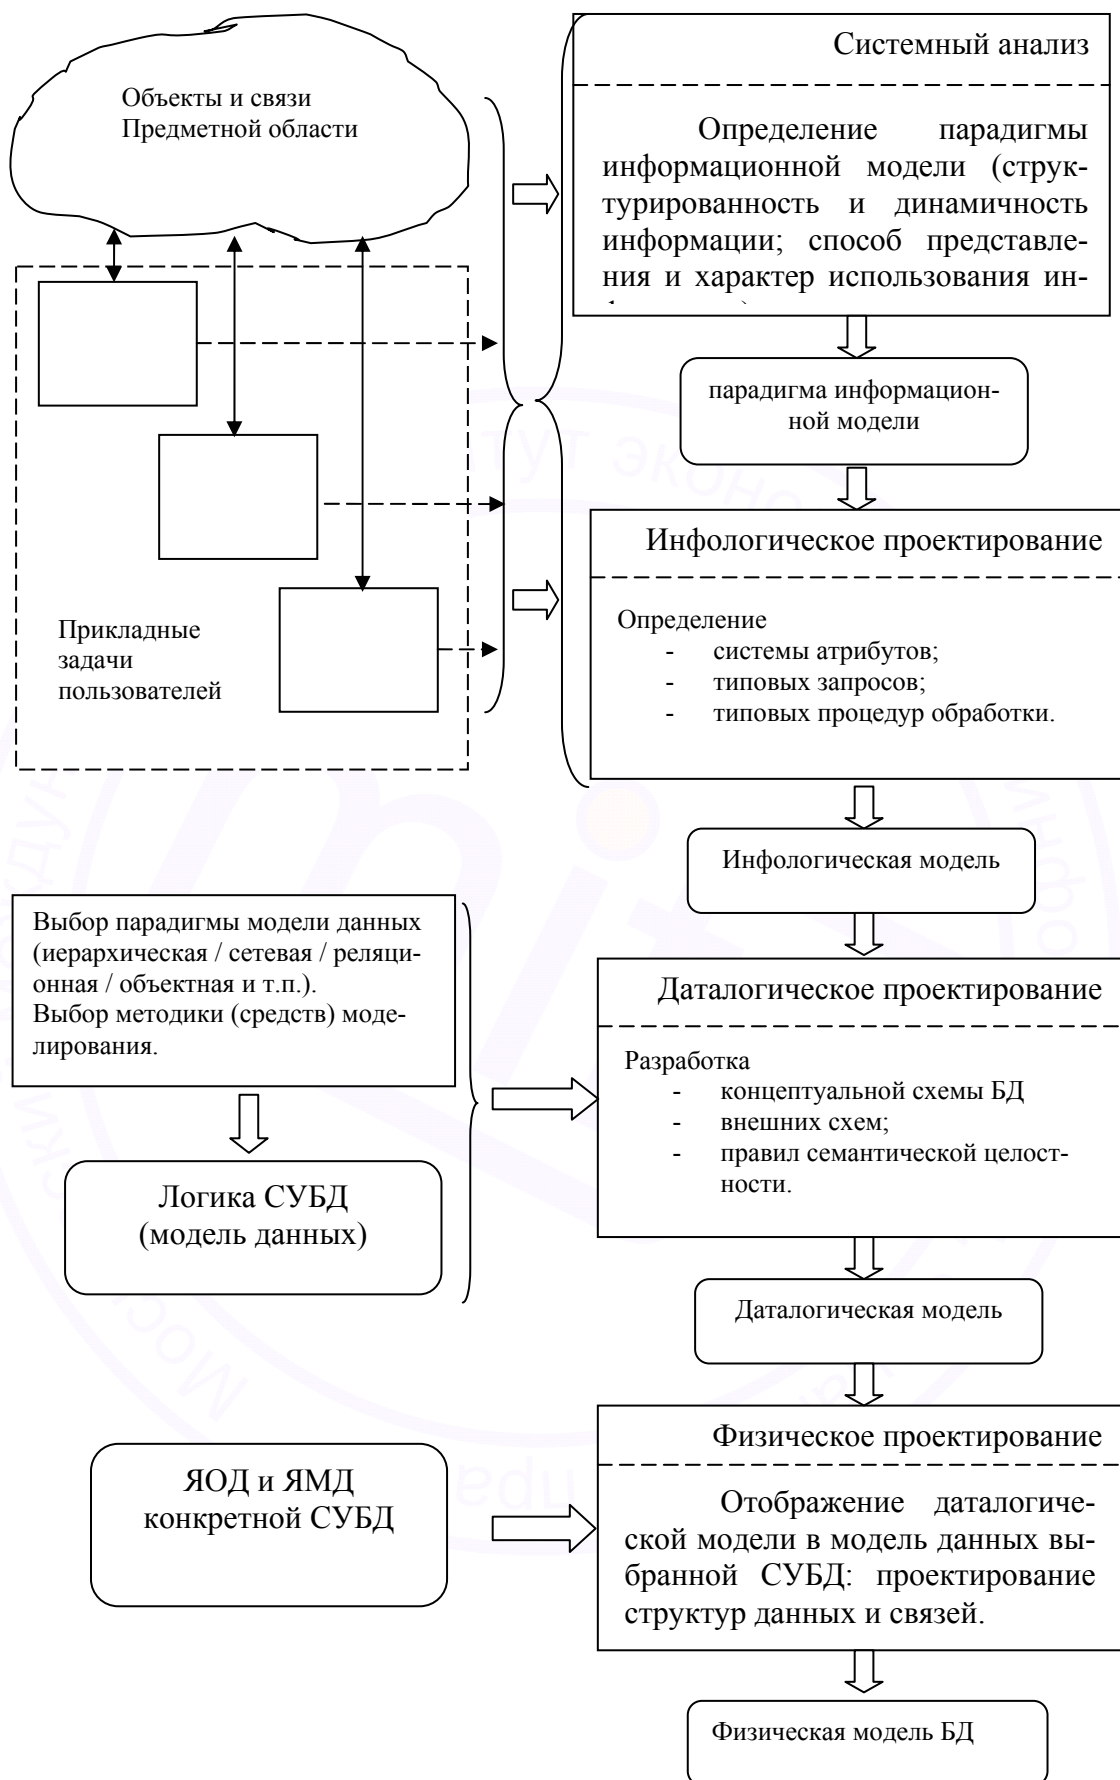 Системный анализ
Объекты и связи
Предметной области
Определение парадигмы
информационной модели (струк-
турированность и динамичность
информации; способ представле-
ния и характер использования ин-
парадигма информацион-
ной модели
Инфологическое проектирование
Определение
- системы атрибутов;
- типовых запросов;
- типовых процедур обработки.
Прикладные
задачи
пользователей
Инфологическая модель
Выбор парадигмы модели данных
(иерархическая / сетевая / реляци-
онная / объектная и т.п.).
Выбор методики (средств) моде-
лирования.
Даталогическое проектирование
Разработка
- концептуальной схемы БД
- внешних схем;
- правил семантической целост-
ности.
Логика СУБД
(модель данных)
Даталогическая модель
Физическое проектирование
ЯОД и ЯМД
конкретной СУБД
Отображение даталогиче-
ской модели в модель данных вы-
бранной СУБД: проектирование
структур данных и связей.
Физическая модель БД